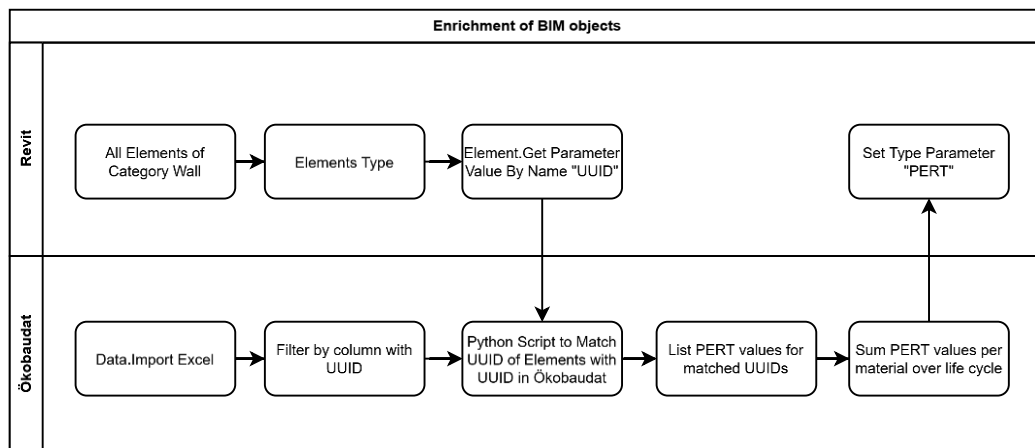 Enrichment of BIM objects
Revit
All Elements of
Category Wall
Elements Type
Element.Get Parameter
Value By Name "UUID"
Set Type Parameter
"PERT"
Ökobaudat
Data.Import Excel
Filter by column with
UUID
Python Script to Match
UUID of Elements with
UUID in Ökobaudat
List PERT values for
matched UUIDs
Sum PERT values per
material over life cycle